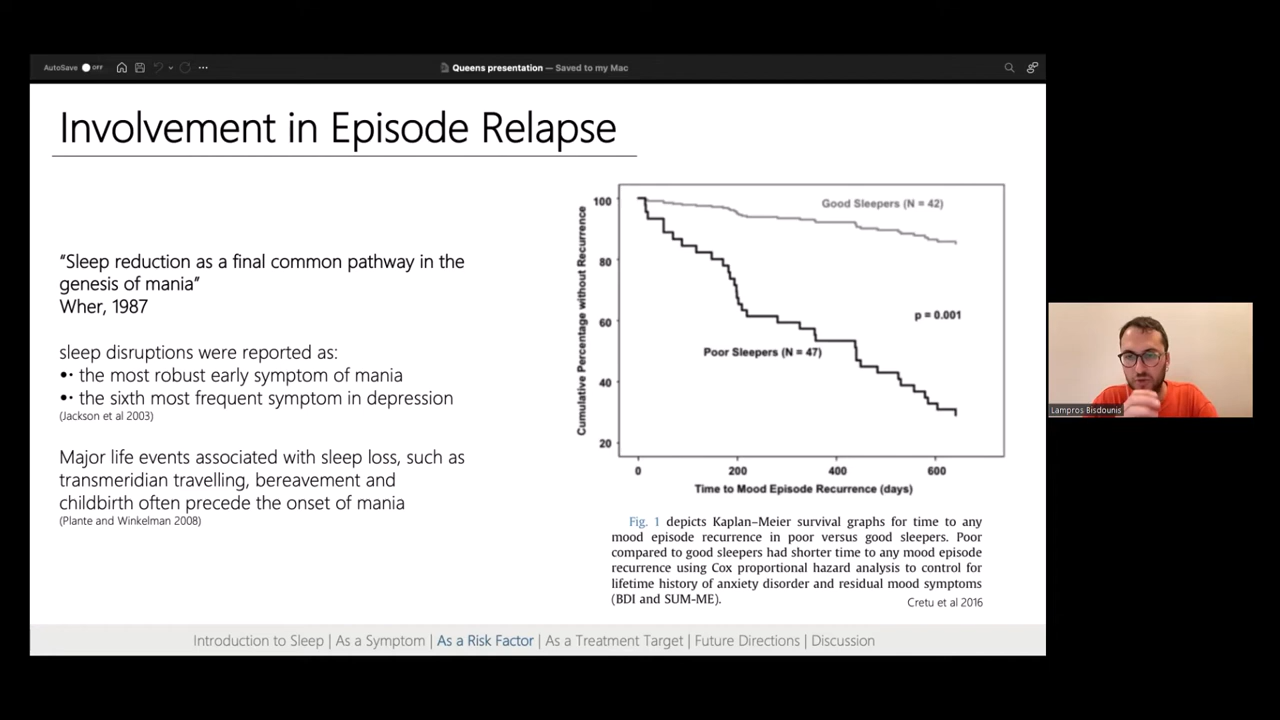 AutoSave OFF
Queens presentation — Saved to my Mac
Involvement in Episode Relapse
“Sleep reduction as a final common pathway in the
genesis of mania”
Wher, 1987
sleep disruptions were reported as:
•· the most robust early symptom of mania
•· the sixth most frequent symptom in depression
(Jackson et al 2003)
Major life events associated with sleep loss, such as
transmeridian travelling, bereavement and
childbirth often precede the onset of mania
(Plante and Winkelman 2008)
Cumulative Percentage without Recurrence
100
80
60
40
20
Good Sleepers (N = 42)
p = 0.001
Poor Sleepers (N = 47)
0 200 400 600
Time to Mood Episode Recurrence (days)
Fig. 1 depicts Kaplan–Meier survival graphs for time to any
mood episode recurrence in poor versus good sleepers. Poor
compared to good sleepers had shorter time to any mood episode
recurrence using Cox proportional hazard analysis to control for
lifetime history of anxiety disorder and residual mood symptoms
(BDI and SUM-ME).
Cretu et al 2016
Introduction to Sleep | As a Symptom | As a Risk Factor | As a Treatment Target | Future Directions | Discussion
Lampros Bisdounis